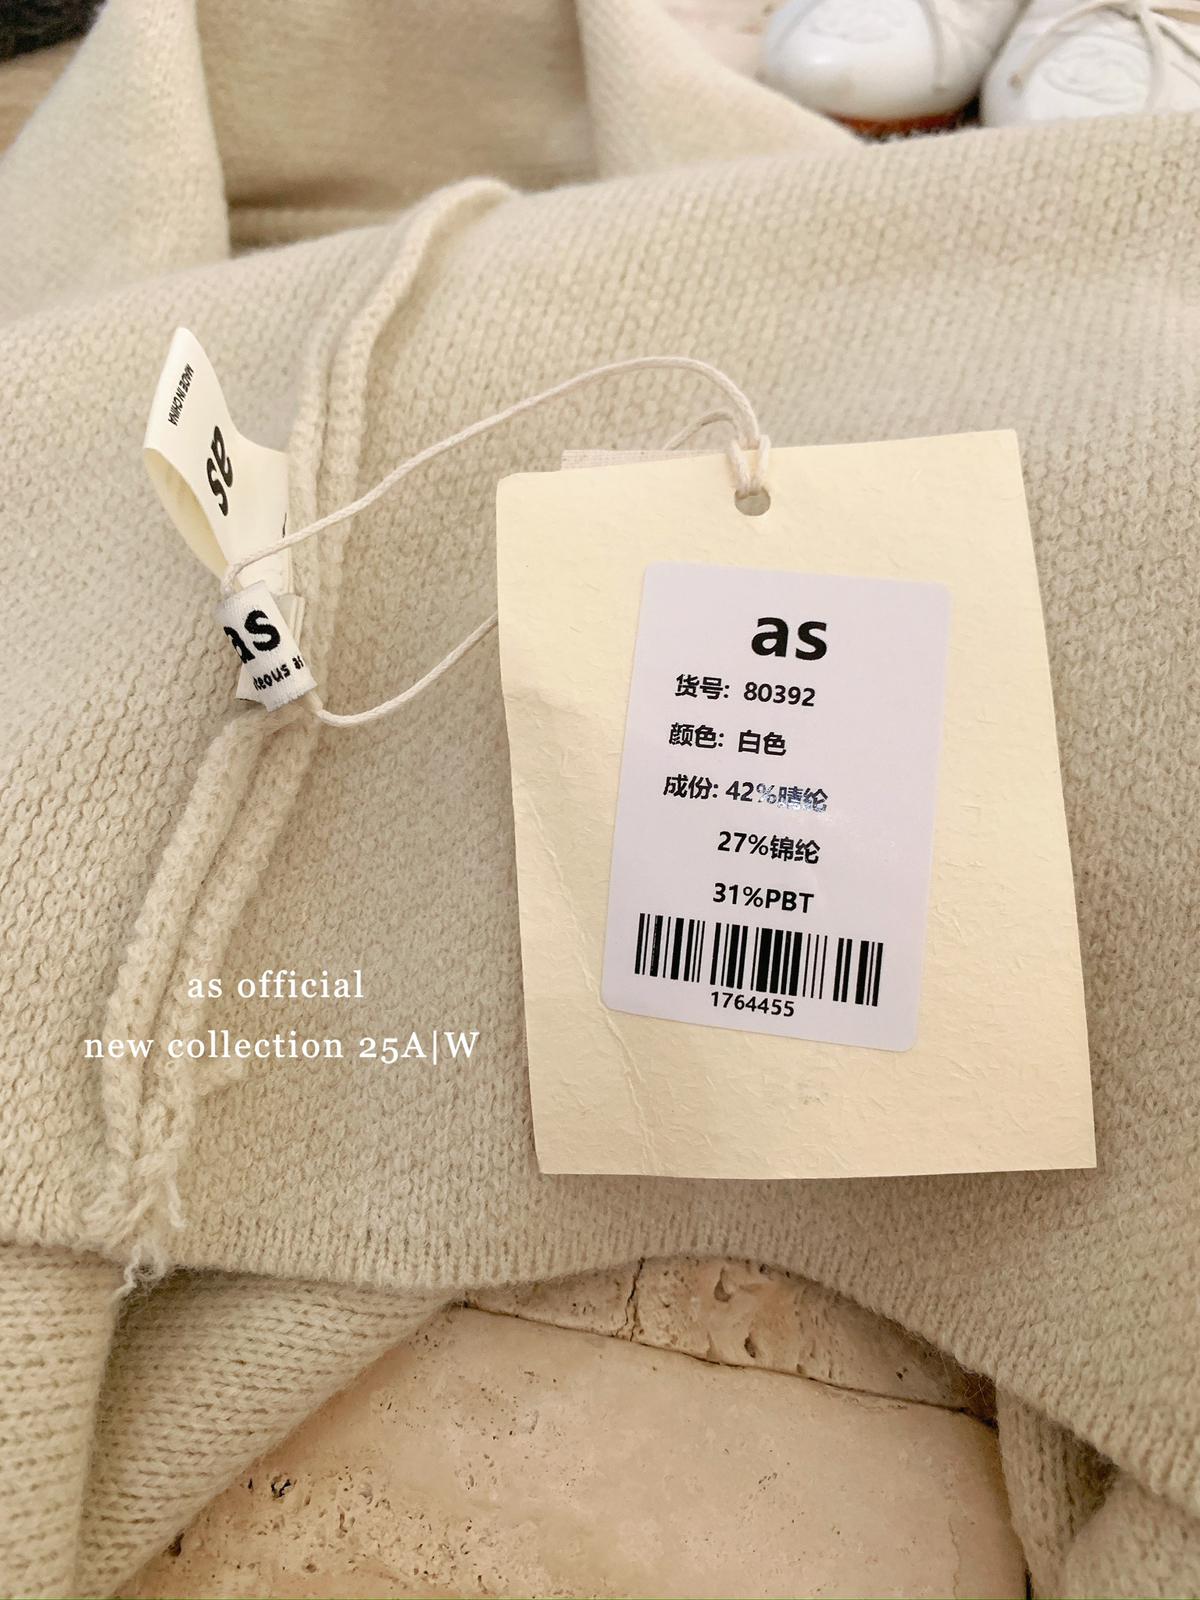 MADE IN CHINA
as
as
as
货号: 80392
颜色: 白色
成份: 42%晴纶
27%锦纶
31%PBT
1764455
as official
new collection 25A|W